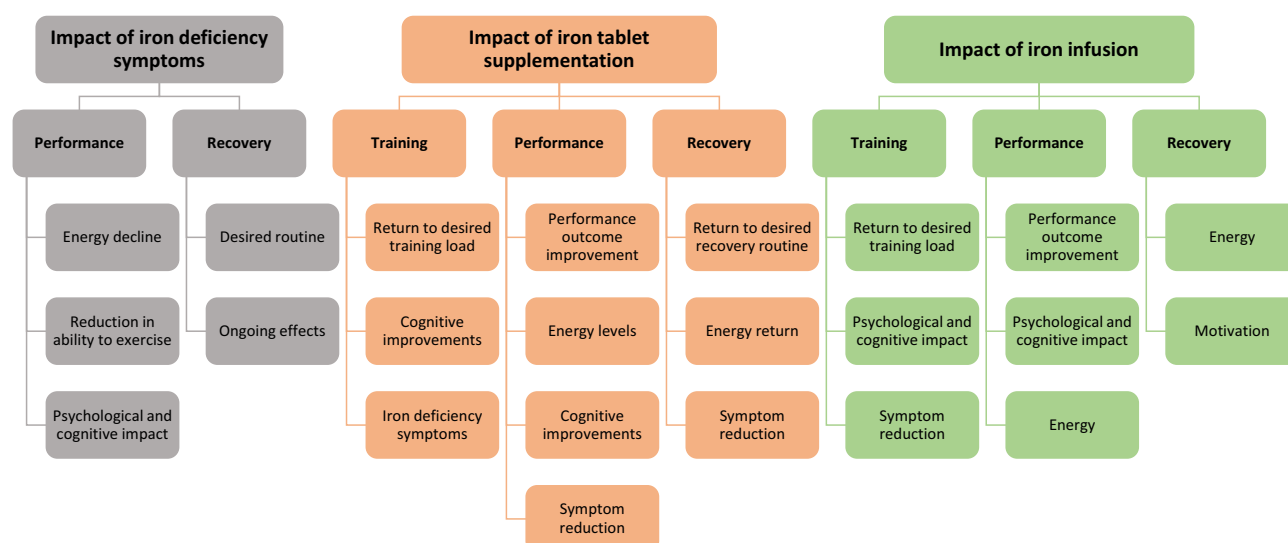 Impact of iron deficiency
symptoms
Performance
Energy decline
Reduction in
ability to exercise
Psychological and
cognitive impact
Recovery
Desired routine
Ongoing effects
Impact of iron tablet
supplementation
Training
Return to desired
training load
Cognitive
improvements
Iron deficiency
symptoms
Performance
Performance
outcome
improvement
Energy levels
Cognitive
improvements
Symptom
reduction
Recovery
Return to desired
recovery routine
Energy return
Symptom
reduction
Impact of iron infusion
Training
Return to desired
training load
Psychological and
cognitive impact
Symptom
reduction
Performance
Performance
outcome
improvement
Psychological and
cognitive impact
Energy
Recovery
Energy
Motivation